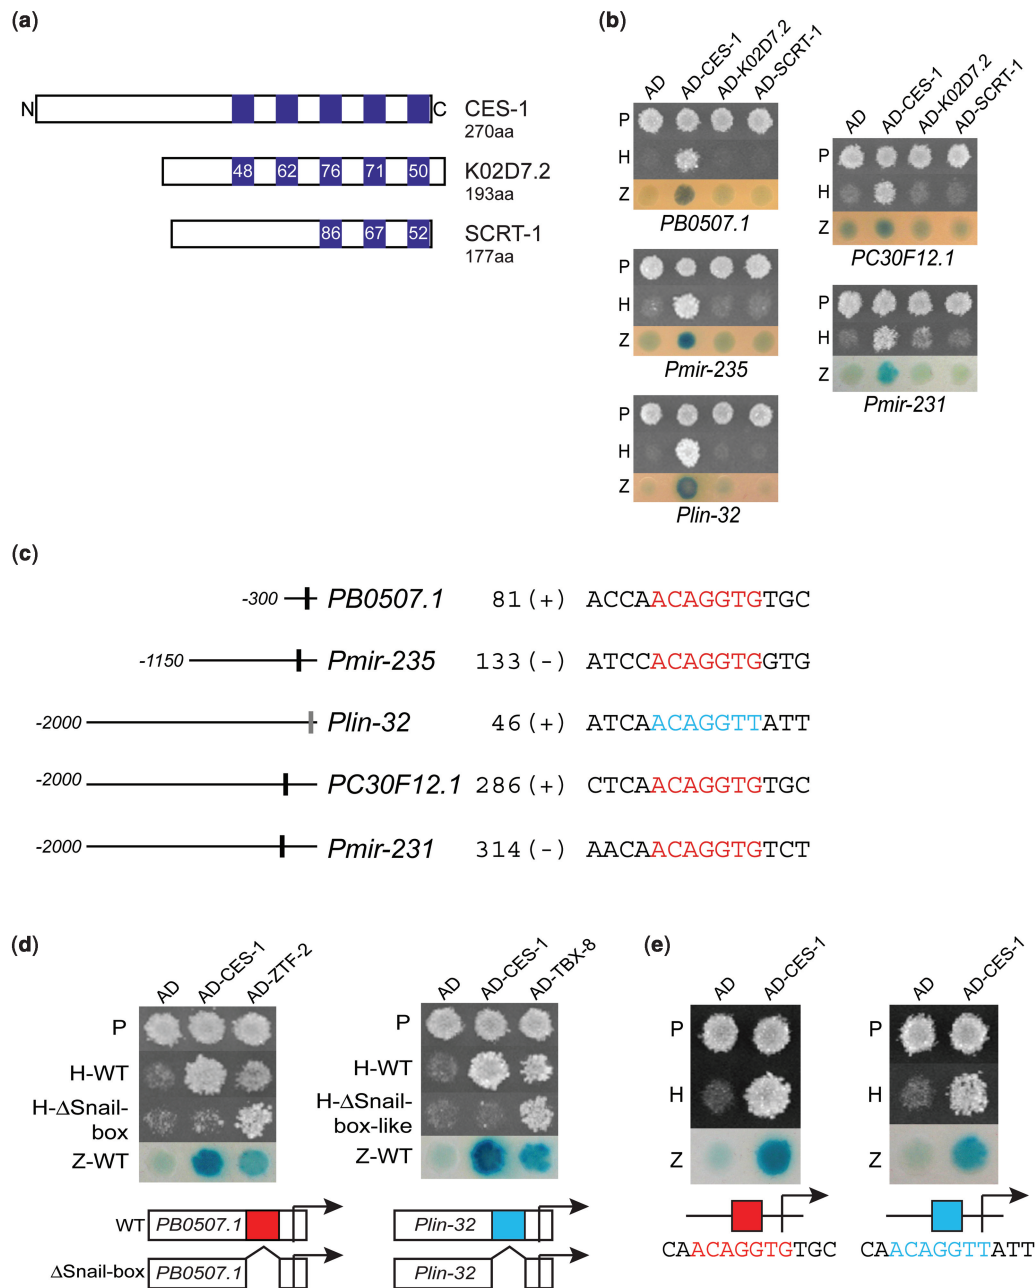 (a)
N
C
CES-1
270aa
48 62 76 71 50
K02D7.2
193aa
86 67 52
SCRT-1
177aa
(b)
AD
AD-CES-1
AD-K02D7.2
AD-SCRT-1
P
H
Z
PB0507.1
P
H
Z
Pmir-235
P
H
Z
Plin-32
AD
AD-CES-1
AD-K02D7.2
AD-SCRT-1
P
H
Z
PC30F12.1
P
H
Z
Pmir-231
(c)
-300 PB0507.1 81(+) ACCAACAGGTGTGC
-1150 Pmir-235 133(-) ATCCACAGGTGGTG
-2000 Plin-32 46(+) ATCAACAGGTTATT
-2000 PC30F12.1 286(+) CTCAACAGGTGTGC
-2000 Pmir-231 314(-) AACAACAGGTGTCT
(d)
AD
AD-CES-1
AD-ZTF-2
P
H-WT
H-ΔSnail-
box
Z-WT
WT PB0507.1
ΔSnail-box PB0507.1
AD
AD-CES-1
AD-TBX-8
P
H-WT
H-ΔSnail-
box-like
Z-WT
Plin-32
Plin-32
(e)
AD
AD-CES-1
P
H
Z
CAACAGGTGTGC
AD
AD-CES-1
P
H
Z
CAACAGGTTATT